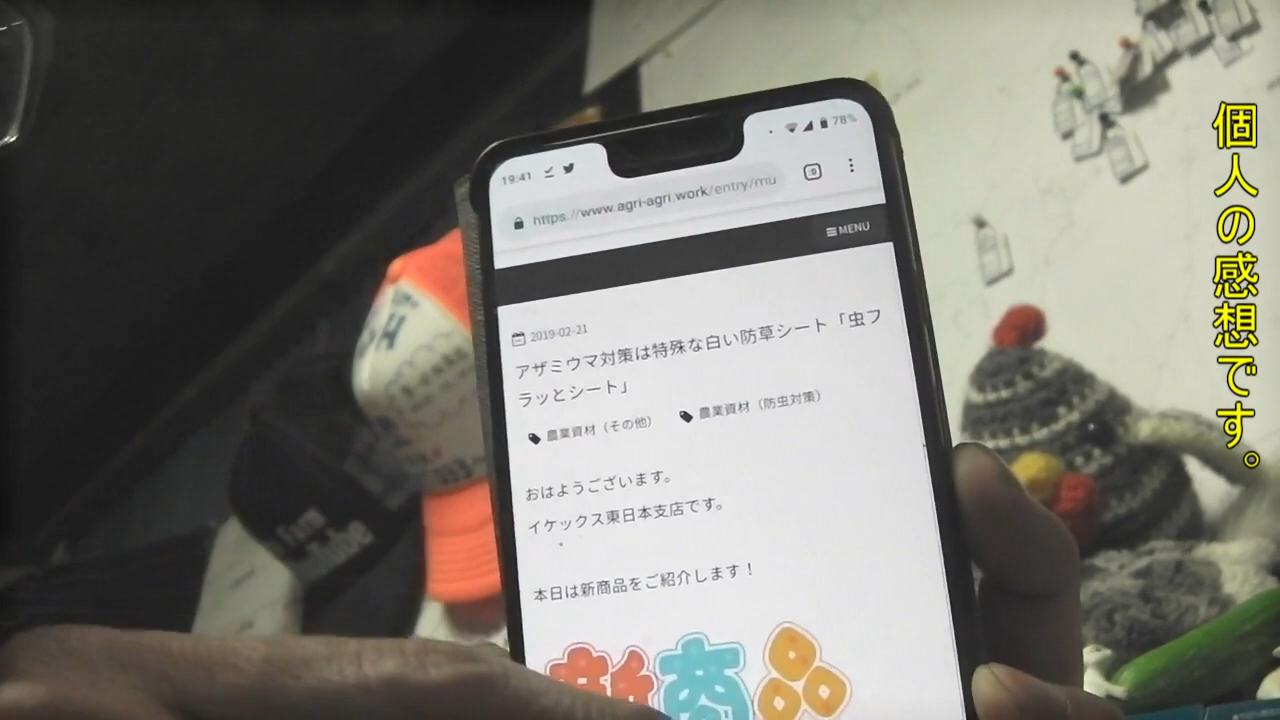 19:41
78%
https://www.agri-agri.work/entry/mu
MENU
2019-02-21
アザミウマ対策は特殊な白い防草シート「虫フ
ラッとシート」
農業資材（その他）
農業資材（防虫対策）
おはようございます。
イケックス東日本支店です。
本日は新商品をご紹介します！
新商品
個人の感想です。
I am